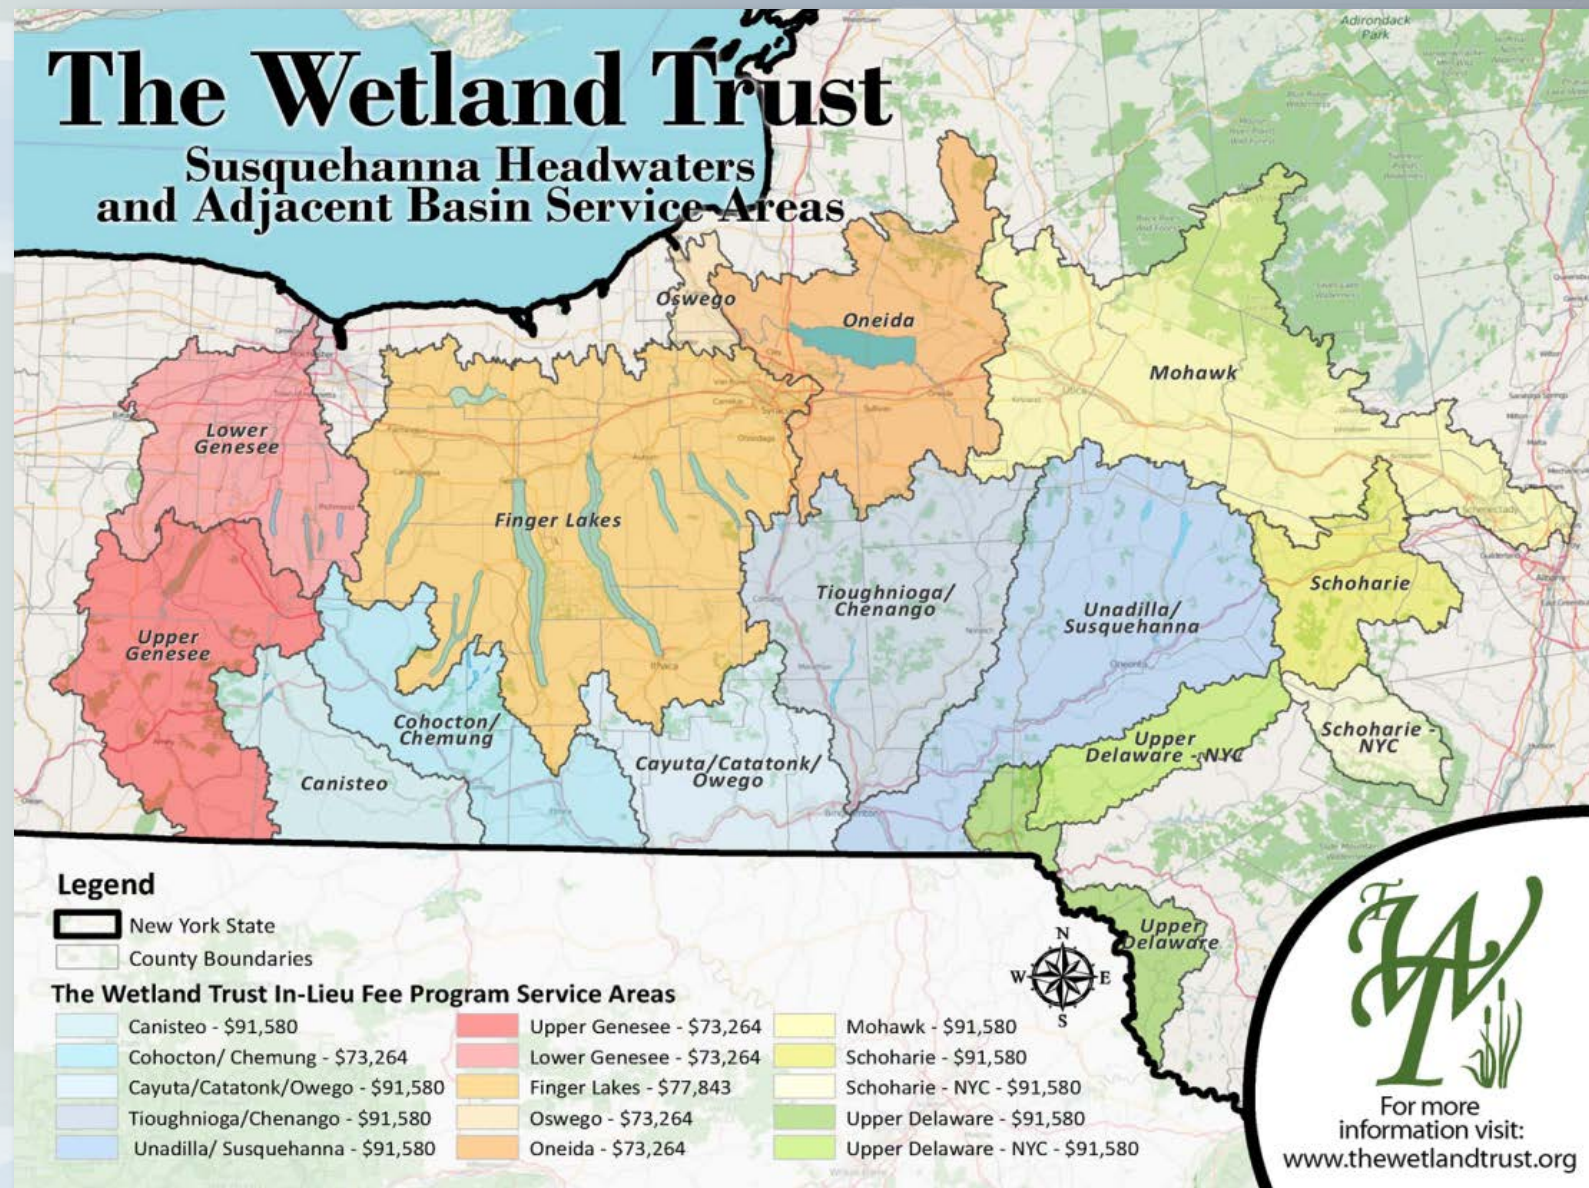 The Wetland Trust
Susquehanna Headwaters
and Adjacent Basin Service Areas
Adirondack
Park
Oswego
Oneida
Mohawk
Lower
Genesee
Finger Lakes
Tioughnioga/
Chenango
Unadilla/
Susquehanna
Schoharie
Upper
Genesee
Cohocton/
Chemung
Canisteo
Cayuta/Catatonk/
Owego
Upper
Delaware - NYC
Schoharie -
NYC
Ithaca
Upper
Delaware
N
W E
S
Legend
New York State
County Boundaries
The Wetland Trust In-Lieu Fee Program Service Areas
Canisteo - $91,580
Cohocton/ Chemung - $73,264
Cayuta/Catatonk/Owego - $91,580
Tioughnioga/Chenango - $91,580
Unadilla/ Susquehanna - $91,580
Upper Genesee - $73,264
Lower Genesee - $73,264
Finger Lakes - $77,843
Oswego - $73,264
Oneida - $73,264
Mohawk - $91,580
Schoharie - $91,580
Schoharie - NYC - $91,580
Upper Delaware - $91,580
Upper Delaware - NYC - $91,580
TWT
For more
information visit:
www.thewetlandtrust.org